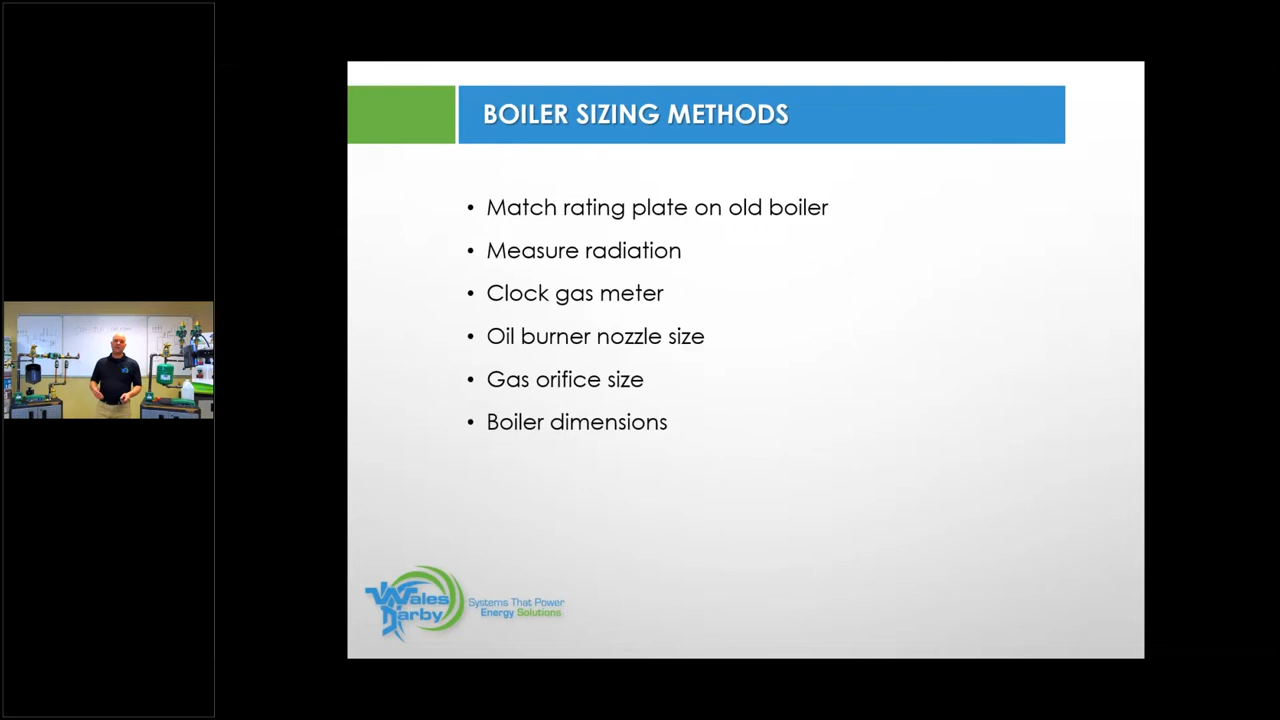 BOILER SIZING METHODS
• Match rating plate on old boiler
• Measure radiation
• Clock gas meter
• Oil burner nozzle size
• Gas orifice size
• Boiler dimensions
Wales
Darby
Systems That Power
Energy Solutions